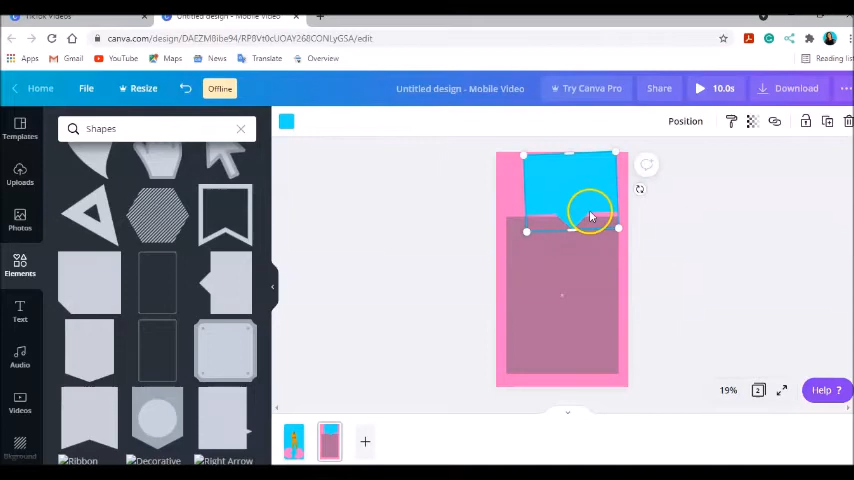 TikTok Videos
Untitled design - Mobile Video
canva.com/design/DAEZM8ibe94/RP8Vt0cUOAY268CONLyGSA/edit
Apps
Gmail
YouTube
Maps
News
Translate
Overview
Reading list
Home
File
Resize
Offline
Untitled design - Mobile Video
Try Canva Pro
Share
10.0s
Download
Shapes
Position
Templates
Uploads
Photos
Elements
Text
Audio
Videos
Bkground
Ribbon
Decorative
Right Arrow
19%
2
Help ?